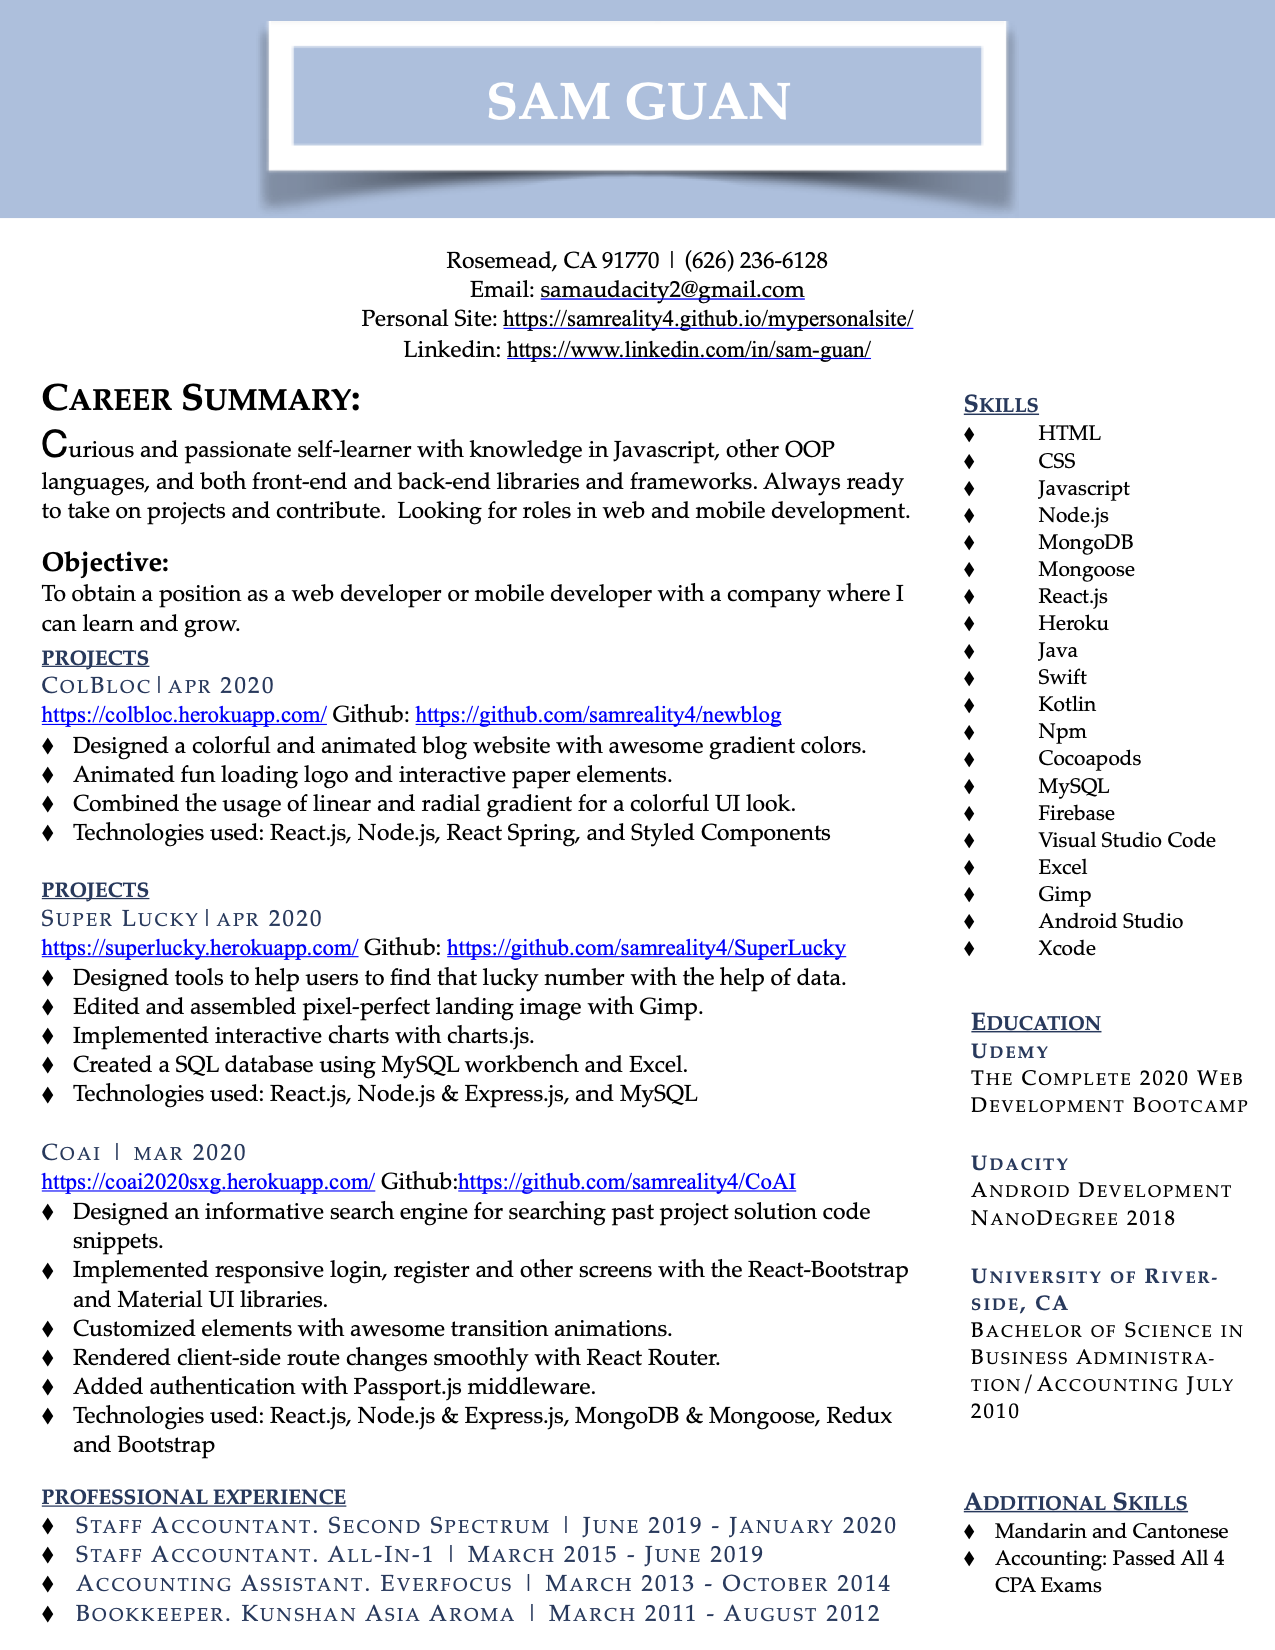 SAM GUAN
Rosemead, CA 91770 | (626) 236-6128
Email: samaudacity2@gmail.com
Personal Site: https://samreality4.github.io/mypersonalsite/
Linkedin: https://www.linkedin.com/in/sam-guan/
CAREER SUMMARY:
Curious and passionate self-learner with knowledge in Javascript, other OOP
languages, and both front-end and back-end libraries and frameworks. Always ready
to take on projects and contribute.  Looking for roles in web and mobile development.
Objective:
To obtain a position as a web developer or mobile developer with a company where I
can learn and grow.
PROJECTS
COLBLOC|APR 2020
https://colbloc.herokuapp.com/ Github: https://github.com/samreality4/newblog
♦ Designed a colorful and animated blog website with awesome gradient colors.
♦ Animated fun loading logo and interactive paper elements.
♦ Combined the usage of linear and radial gradient for a colorful UI look.
♦ Technologies used: React.js, Node.js, React Spring, and Styled Components
PROJECTS
SUPER LUCKY|APR 2020
https://superlucky.herokuapp.com/ Github: https://github.com/samreality4/SuperLucky
♦ Designed tools to help users to find that lucky number with the help of data.
♦ Edited and assembled pixel-perfect landing image with Gimp.
♦ Implemented interactive charts with charts.js.
♦ Created a SQL database using MySQL workbench and Excel.
♦ Technologies used: React.js, Node.js & Express.js, and MySQL
COAI | MAR 2020
https://coai2020sxg.herokuapp.com/ Github:https://github.com/samreality4/CoAI
♦ Designed an informative search engine for searching past project solution code
snippets.
♦ Implemented responsive login, register and other screens with the React-Bootstrap
and Material UI libraries.
♦ Customized elements with awesome transition animations.
♦ Rendered client-side route changes smoothly with React Router.
♦ Added authentication with Passport.js middleware.
♦ Technologies used: React.js, Node.js & Express.js, MongoDB & Mongoose, Redux
and Bootstrap
PROFESSIONAL EXPERIENCE
♦ STAFF ACCOUNTANT. SECOND SPECTRUM | JUNE 2019 - JANUARY 2020
♦ STAFF ACCOUNTANT. ALL-IN-1 | MARCH 2015 - JUNE 2019
♦ ACCOUNTING ASSISTANT. EVERFOCUS | MARCH 2013 - OCTOBER 2014
♦ BOOKKEEPER. KUNSHAN ASIA AROMA | MARCH 2011 - AUGUST 2012
SKILLS
♦ HTML
♦ CSS
♦ Javascript
♦ Node.js
♦ MongoDB
♦ Mongoose
♦ React.js
♦ Heroku
♦ Java
♦ Swift
♦ Kotlin
♦ Npm
♦ Cocoapods
♦ MySQL
♦ Firebase
♦ Visual Studio Code
♦ Excel
♦ Gimp
♦ Android Studio
♦ Xcode
EDUCATION
UDEMY
THE COMPLETE 2020 WEB
DEVELOPMENT BOOTCAMP
UDACITY
ANDROID DEVELOPMENT
NANODEGREE 2018
UNIVERSITY OF RIVER-
SIDE, CA
BACHELOR OF SCIENCE IN
BUSINESS ADMINISTRA-
TION/ACCOUNTING JULY
2010
ADDITIONAL SKILLS
♦ Mandarin and Cantonese
♦ Accounting: Passed All 4
CPA Exams